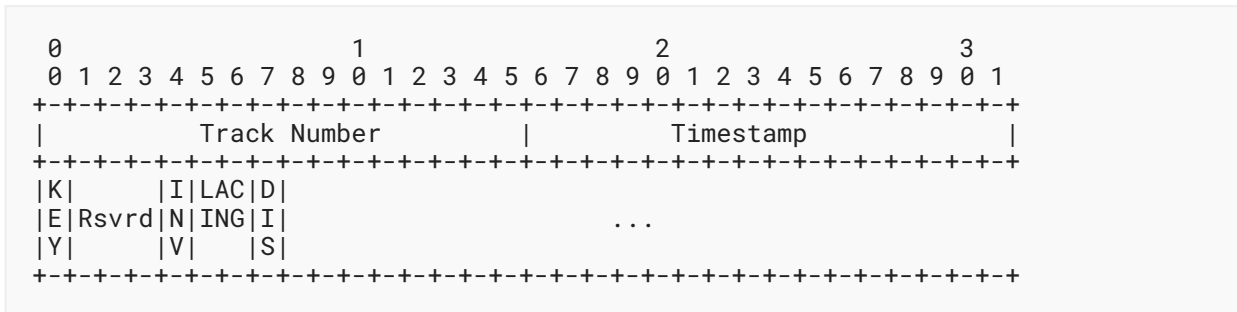 0                   1                   2                   3
 0 1 2 3 4 5 6 7 8 9 0 1 2 3 4 5 6 7 8 9 0 1 2 3 4 5 6 7 8 9 0 1
+-+-+-+-+-+-+-+-+-+-+-+-+-+-+-+-+-+-+-+-+-+-+-+-+-+-+-+-+-+-+-+-+
|          Track Number         |         Timestamp             |
+-+-+-+-+-+-+-+-+-+-+-+-+-+-+-+-+-+-+-+-+-+-+-+-+-+-+-+-+-+-+-+-+
|K|     |I|LAC|D|
|E|Rsvrd|N|ING|I|                     ...
|Y|     |V|   |S|
+-+-+-+-+-+-+-+-+-+-+-+-+-+-+-+-+-+-+-+-+-+-+-+-+-+-+-+-+-+-+-+-+